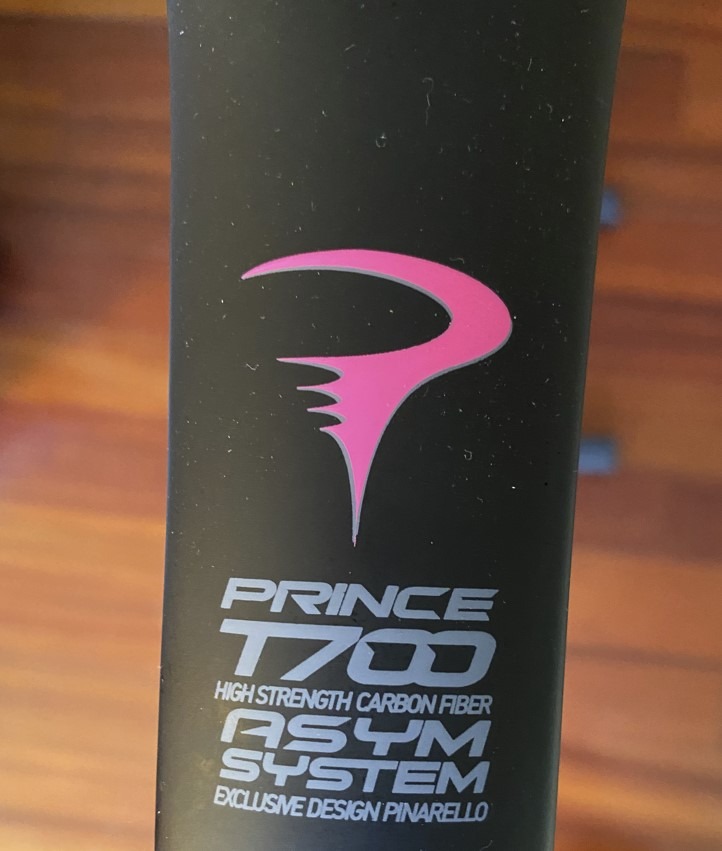 PRINCE
T700
HIGH STRENGTH CARBON FIBER
ASYM
SYSTEM
EXCLUSIVE DESIGN PINARELLO